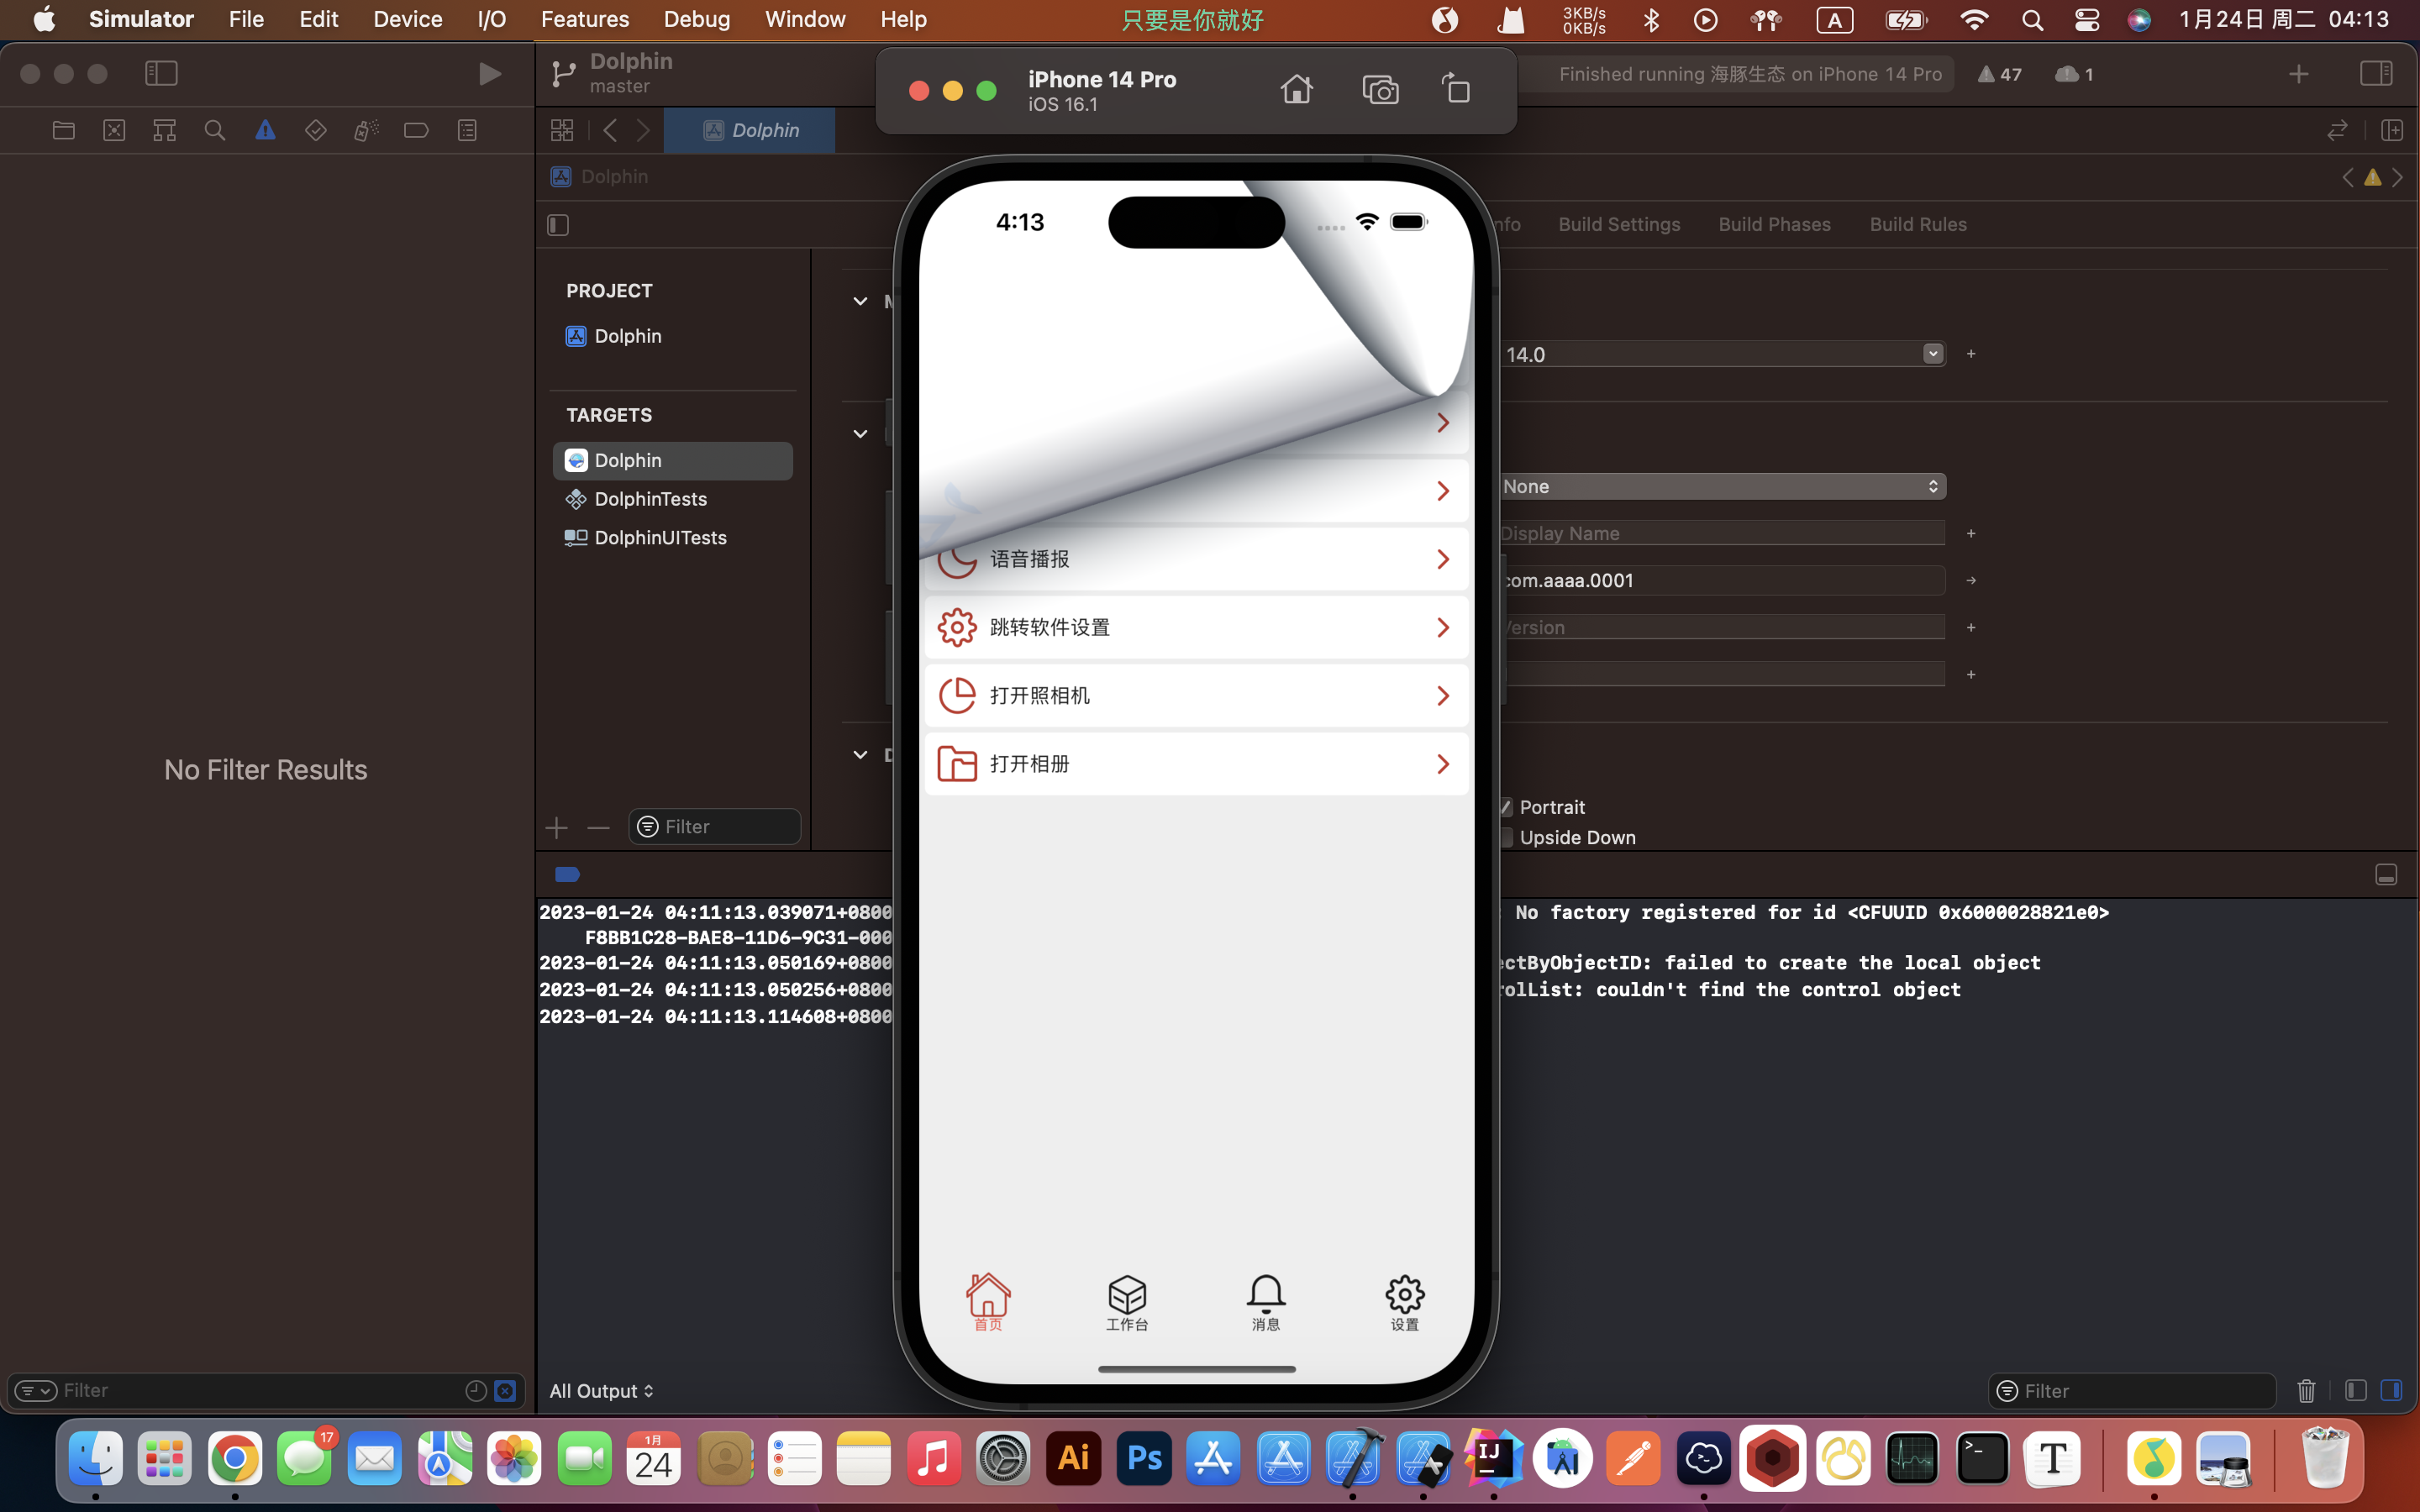 Simulator File Edit Device I/O Features Debug Window Help
只要是你就好
3KB/s
0KB/s
A
1月24日 周二 04:13
Dolphin
master
iPhone 14 Pro
iOS 16.1
Finished running 海豚生态 on iPhone 14 Pro
47
1
Dolphin
Dolphin
Build Settings
Build Phases
Build Rules
PROJECT
Dolphin
TARGETS
Dolphin
DolphinTests
DolphinUITests
Filter
No Filter Results
4:13
语音播报
跳转软件设置
打开照相机
打开相册
首页
工作台
消息
设置
14.0
None
Display Name
com.aaaa.0001
Version
Portrait
Upside Down
2023-01-24 04:11:13.039071+0800
: No factory registered for id <CFUUID 0x6000028821e0>
F8BB1C28-BAE8-11D6-9C31-000
2023-01-24 04:11:13.050169+0800
ectByObjectID: failed to create the local object
2023-01-24 04:11:13.050256+0800
rolList: couldn't find the control object
2023-01-24 04:11:13.114608+0800
Filter
All Output
Filter
17
1月
24
Ai
Ps
IJ
>_
T